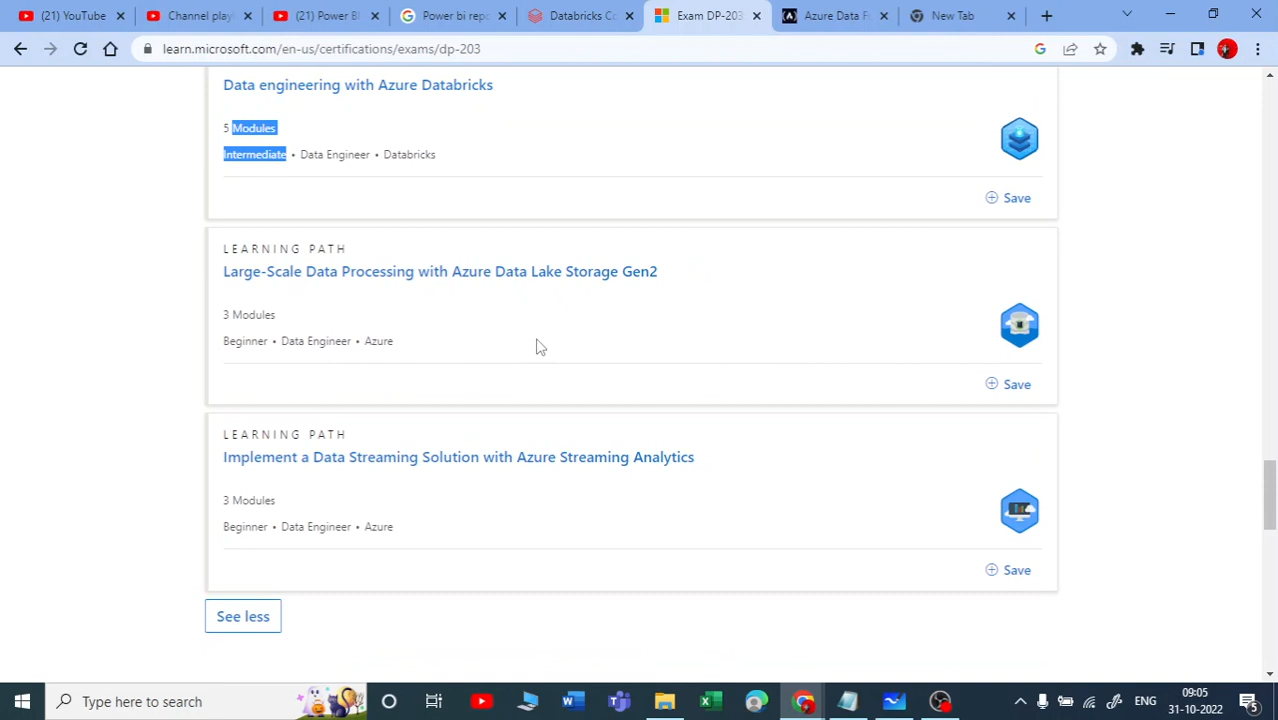 (21) YouTube
Channel playl
(21) Power BI
Power bi repo
Databricks Co
Exam DP-203
Azure Data Fu
New Tab
learn.microsoft.com/en-us/certifications/exams/dp-203
Data engineering with Azure Databricks
5 Modules
Intermediate • Data Engineer • Databricks
Save
LEARNING PATH
Large-Scale Data Processing with Azure Data Lake Storage Gen2
3 Modules
Beginner • Data Engineer • Azure
Save
LEARNING PATH
Implement a Data Streaming Solution with Azure Streaming Analytics
3 Modules
Beginner • Data Engineer • Azure
Save
See less
Type here to search
ENG
09:05
31-10-2022
5